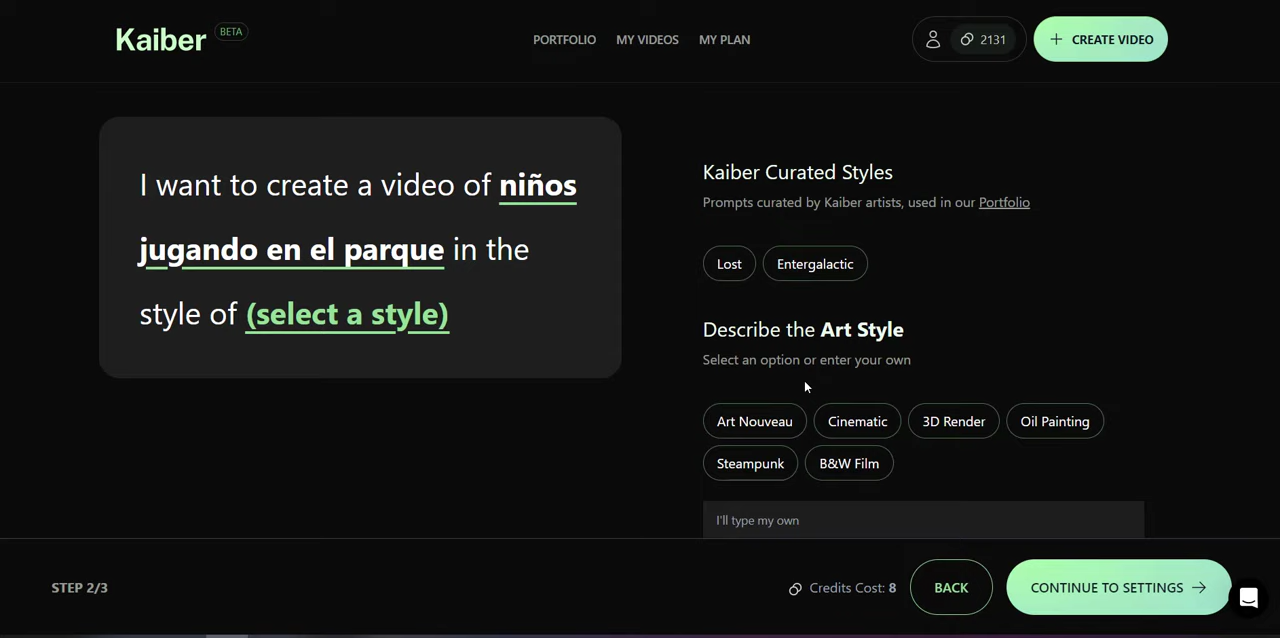 Kaiber BETA
PORTFOLIO MY VIDEOS MY PLAN
2131
CREATE VIDEO
I want to create a video of niños
jugando en el parque in the
style of (select a style)
Kaiber Curated Styles
Prompts curated by Kaiber artists, used in our Portfolio
Lost Entergalactic
Describe the Art Style
Select an option or enter your own
Art Nouveau Cinematic 3D Render Oil Painting
Steampunk B&W Film
I'll type my own
STEP 2/3
Credits Cost: 8
BACK
CONTINUE TO SETTINGS